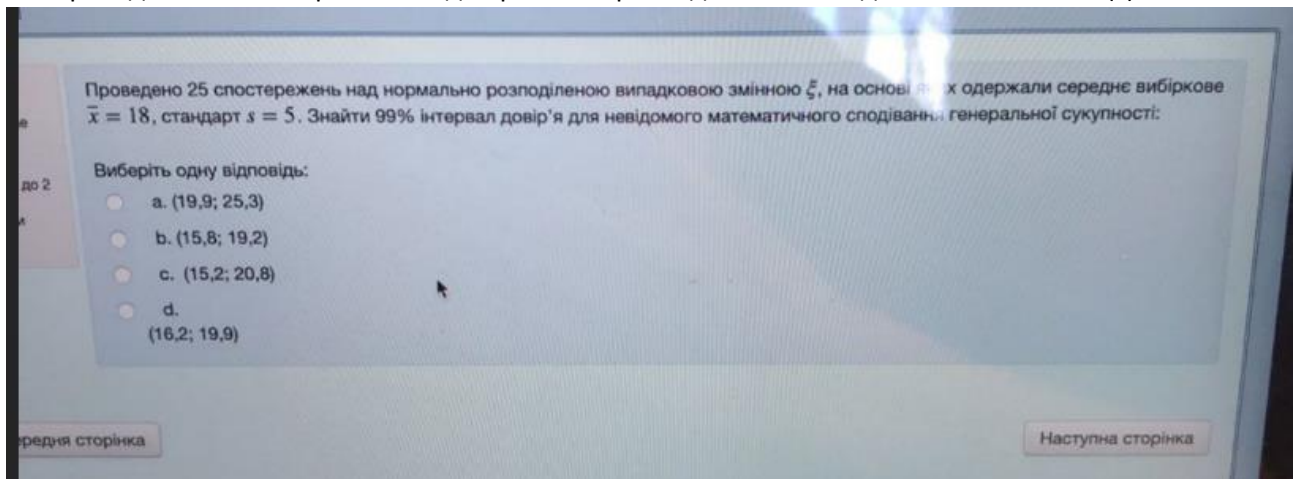 Проведено 25 спостережень над нормально розподіленою випадковою змінною ξ, на основі х одержали середнє вибіркове
x̅ = 18, стандарт s = 5. Знайти 99% інтервал довір'я для невідомого математичного сподівання генеральної сукупності:
е
Виберіть одну відповідь:
до 2
a. (19,9; 25,3)
b. (15,8; 19,2)
c. (15,2; 20,8)
d.
(16,2; 19,9)
редня сторінка
Наступна сторінка